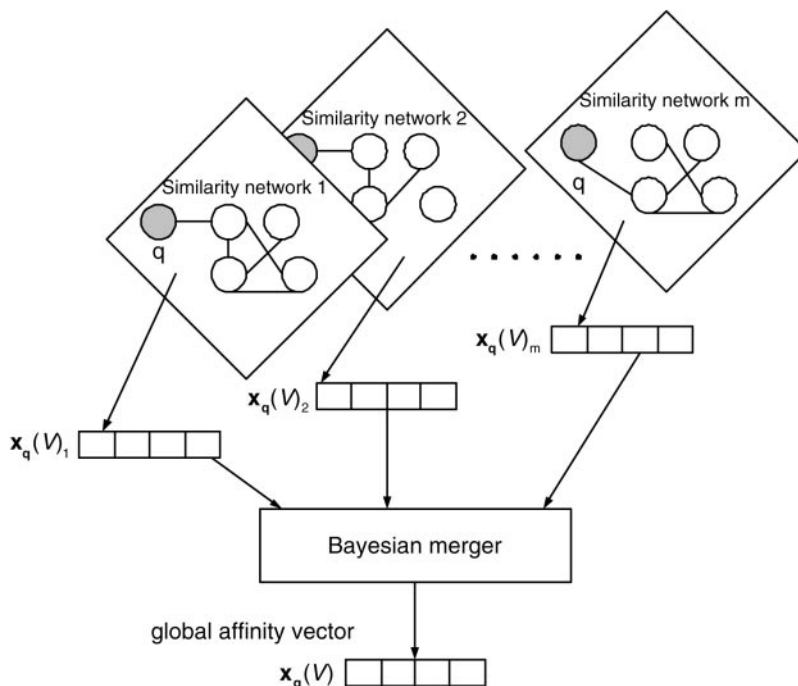 Similarity network m
Similarity network 2
Similarity network 1
q
q
......
x_q(V)_m
x_q(V)_2
x_q(V)_1
Bayesian merger
global affinity vector
x_q(V)